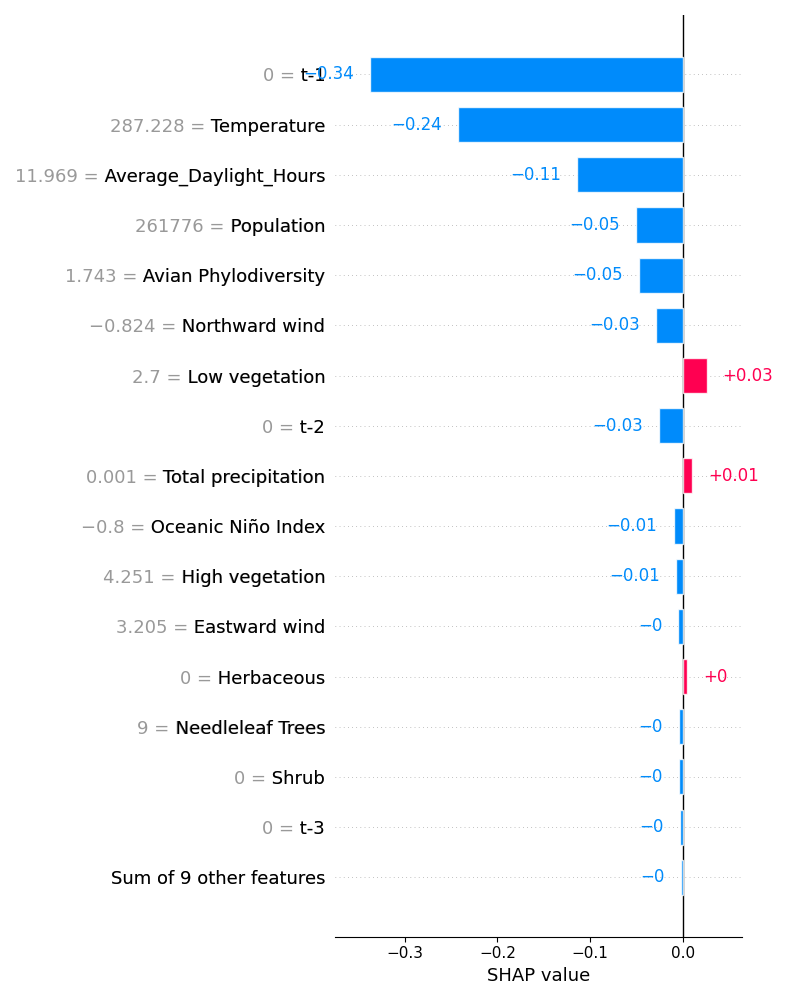 0 = t-1 −0.34
287.228 = Temperature −0.24
11.969 = Average_Daylight_Hours −0.11
261776 = Population −0.05
1.743 = Avian Phylodiversity −0.05
−0.824 = Northward wind −0.03
2.7 = Low vegetation +0.03
0 = t-2 −0.03
0.001 = Total precipitation +0.01
−0.8 = Oceanic Niño Index −0.01
4.251 = High vegetation −0.01
3.205 = Eastward wind −0
0 = Herbaceous +0
9 = Needleleaf Trees −0
0 = Shrub −0
0 = t-3 −0
Sum of 9 other features −0
−0.3 −0.2 −0.1 0.0
SHAP value